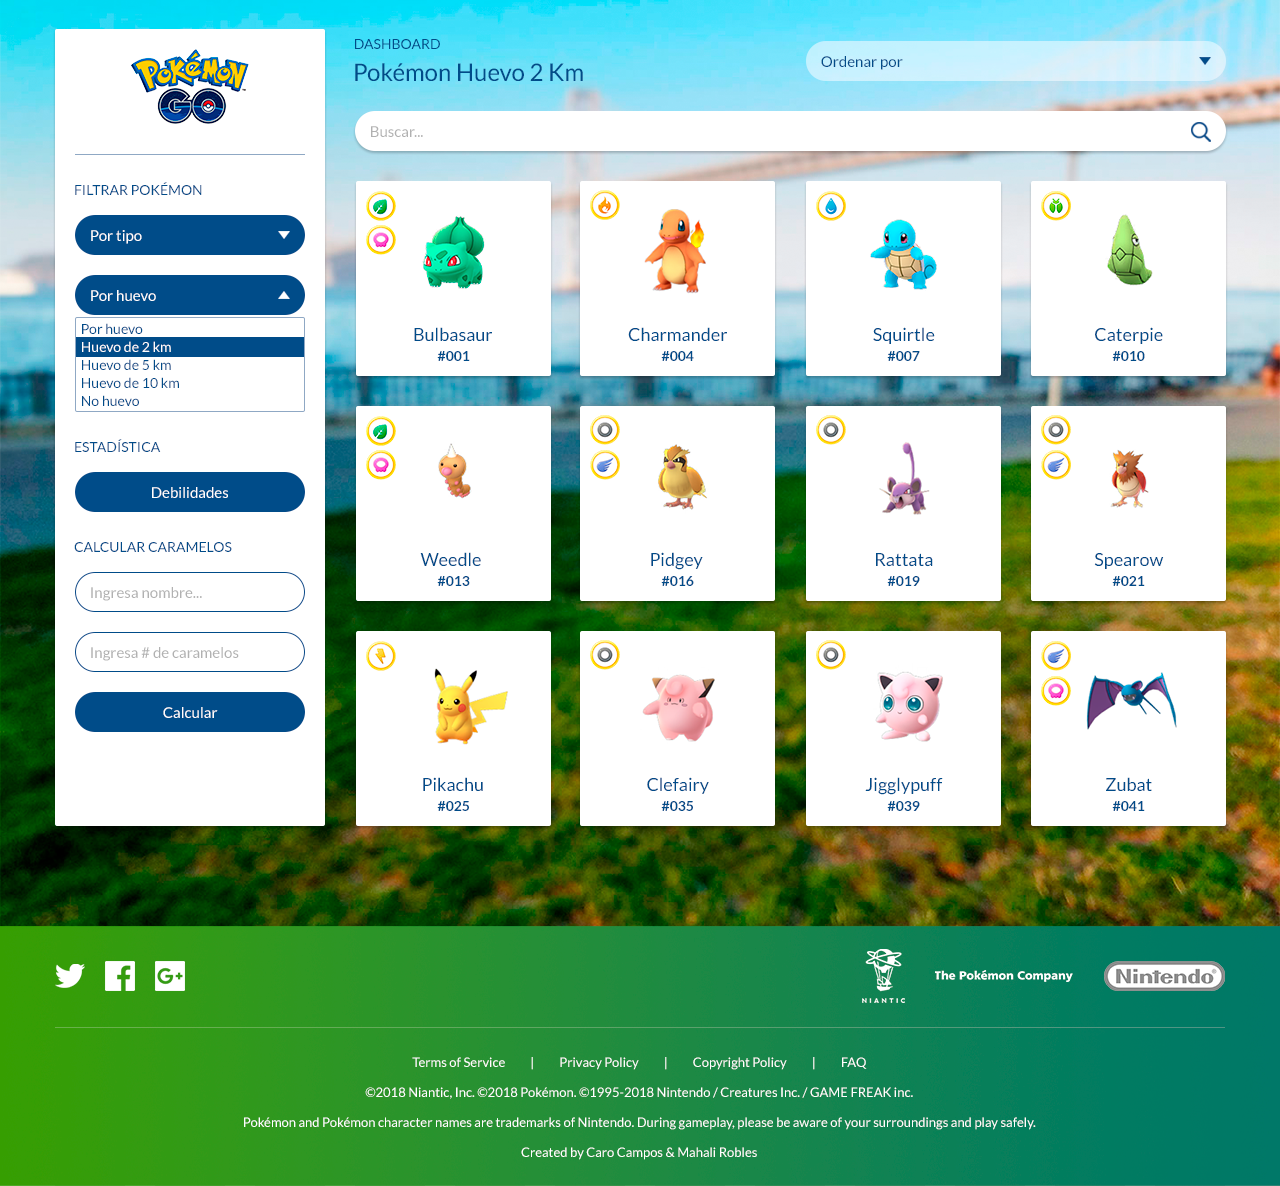 POKÉMON
GO
FILTRAR POKÉMON
Por tipo
Por huevo
Por huevo
Huevo de 2 km
Huevo de 5 km
Huevo de 10 km
No huevo
ESTADÍSTICA
Debilidades
CALCULAR CARAMELOS
Ingresa nombre...
Ingresa # de caramelos
Calcular
DASHBOARD
Pokémon Huevo 2 Km
Ordenar por
Buscar...
Bulbasaur
#001
Charmander
#004
Squirtle
#007
Caterpie
#010
Weedle
#013
Pidgey
#016
Rattata
#019
Spearow
#021
Pikachu
#025
Clefairy
#035
Jigglypuff
#039
Zubat
#041
G+
NIANTIC
The Pokémon Company
Nintendo®
Terms of Service | Privacy Policy | Copyright Policy | FAQ
©2018 Niantic, Inc. ©2018 Pokémon. ©1995-2018 Nintendo / Creatures Inc. / GAME FREAK inc.
Pokémon and Pokémon character names are trademarks of Nintendo. During gameplay, please be aware of your surroundings and play safely.
Created by Caro Campos & Mahali Robles